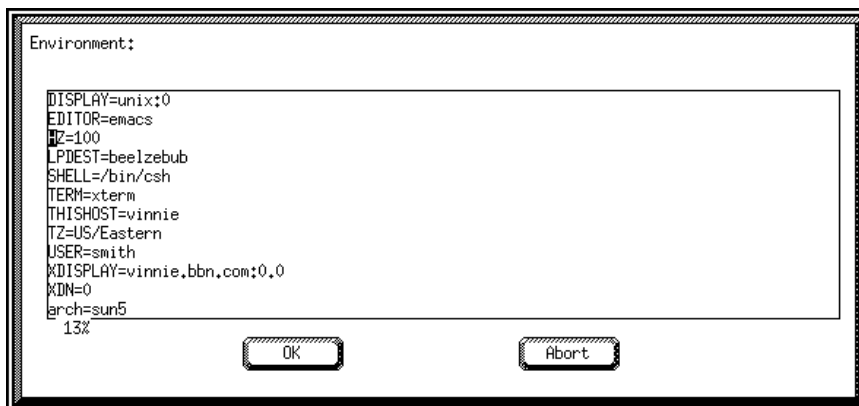 Environment:
DISPLAY=unix:0
EDITOR=emacs
HZ=100
LPDEST=beelzebub
SHELL=/bin/csh
TERM=xterm
THISHOST=vinnie
TZ=US/Eastern
USER=smith
XDISPLAY=vinnie.bbn.com:0.0
XDN=0
arch=sun5
13%
OK Abort